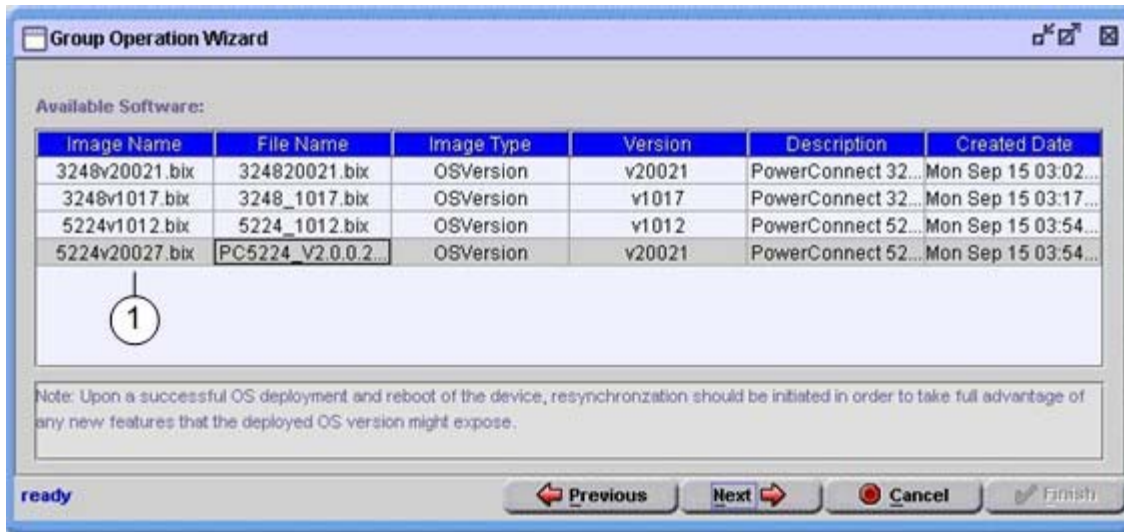 Group Operation Wizard
Available Software:
Image Name File Name Image Type Version Description Created Date
3248v20021.bix 324820021.bix OSVersion v20021 PowerConnect 32... Mon Sep 15 03:02...
3248v1017.bix 3248_1017.bix OSVersion v1017 PowerConnect 32... Mon Sep 15 03:17...
5224v1012.bix 5224_1012.bix OSVersion v1012 PowerConnect 52... Mon Sep 15 03:54...
5224v20027.bix PC5224_V2.0.0.2... OSVersion v20021 PowerConnect 52... Mon Sep 15 03:54...
1
Note: Upon a successful OS deployment and reboot of the device, resynchronzation should be initiated in order to take full advantage of
any new features that the deployed OS version might expose.
ready Previous Next Cancel Finish